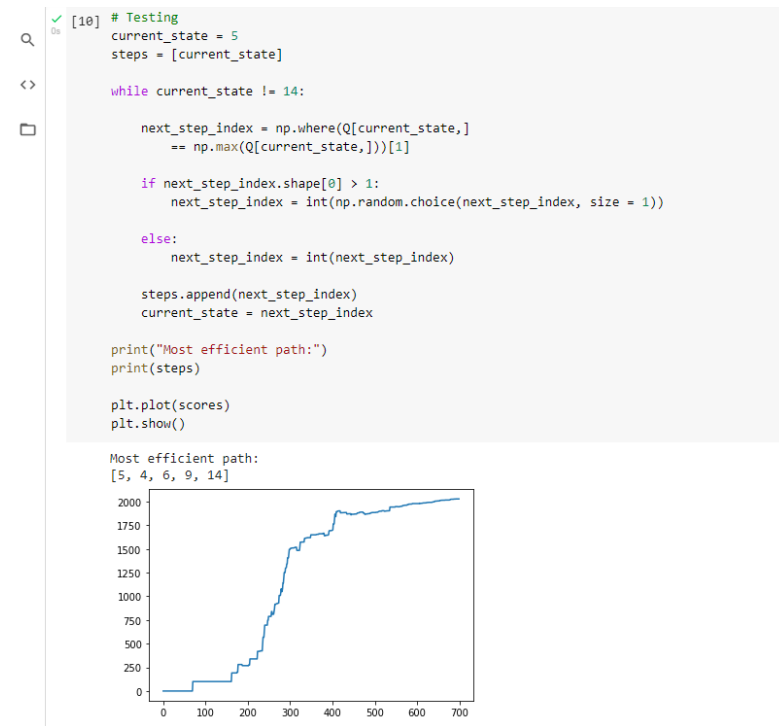 [10] # Testing
0s
current_state = 5
steps = [current_state]
while current_state != 14:
next_step_index = np.where(Q[current_state,]
== np.max(Q[current_state,]))[1]
if next_step_index.shape[0] > 1:
next_step_index = int(np.random.choice(next_step_index, size = 1))
else:
next_step_index = int(next_step_index)
steps.append(next_step_index)
current_state = next_step_index
print("Most efficient path:")
print(steps)
plt.plot(scores)
plt.show()
Most efficient path:
[5, 4, 6, 9, 14]
2000
1750
1500
1250
1000
750
500
250
0
0 100 200 300 400 500 600 700